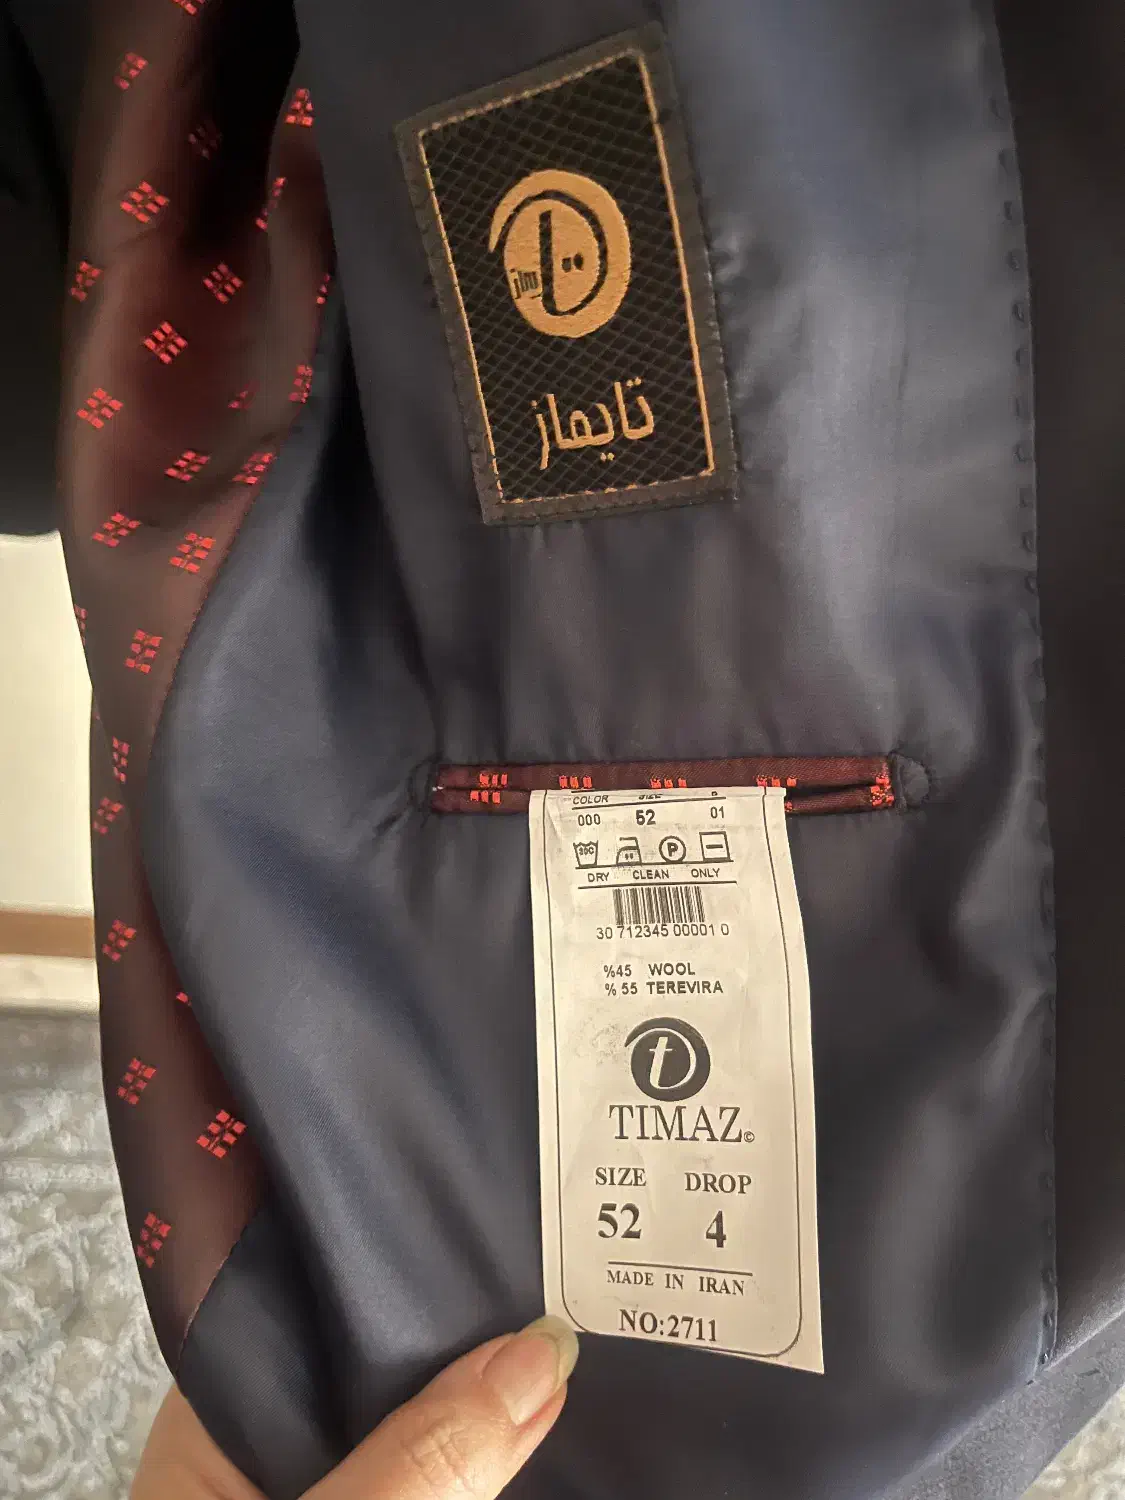 تایماز
COLOR SIZE
000 52 01
30C P
DRY CLEAN ONLY
30 712345 00001 0
%45 WOOL
% 55 TEREVIRA
t
TIMAZ©
SIZE DROP
52 4
MADE IN IRAN
NO:2711